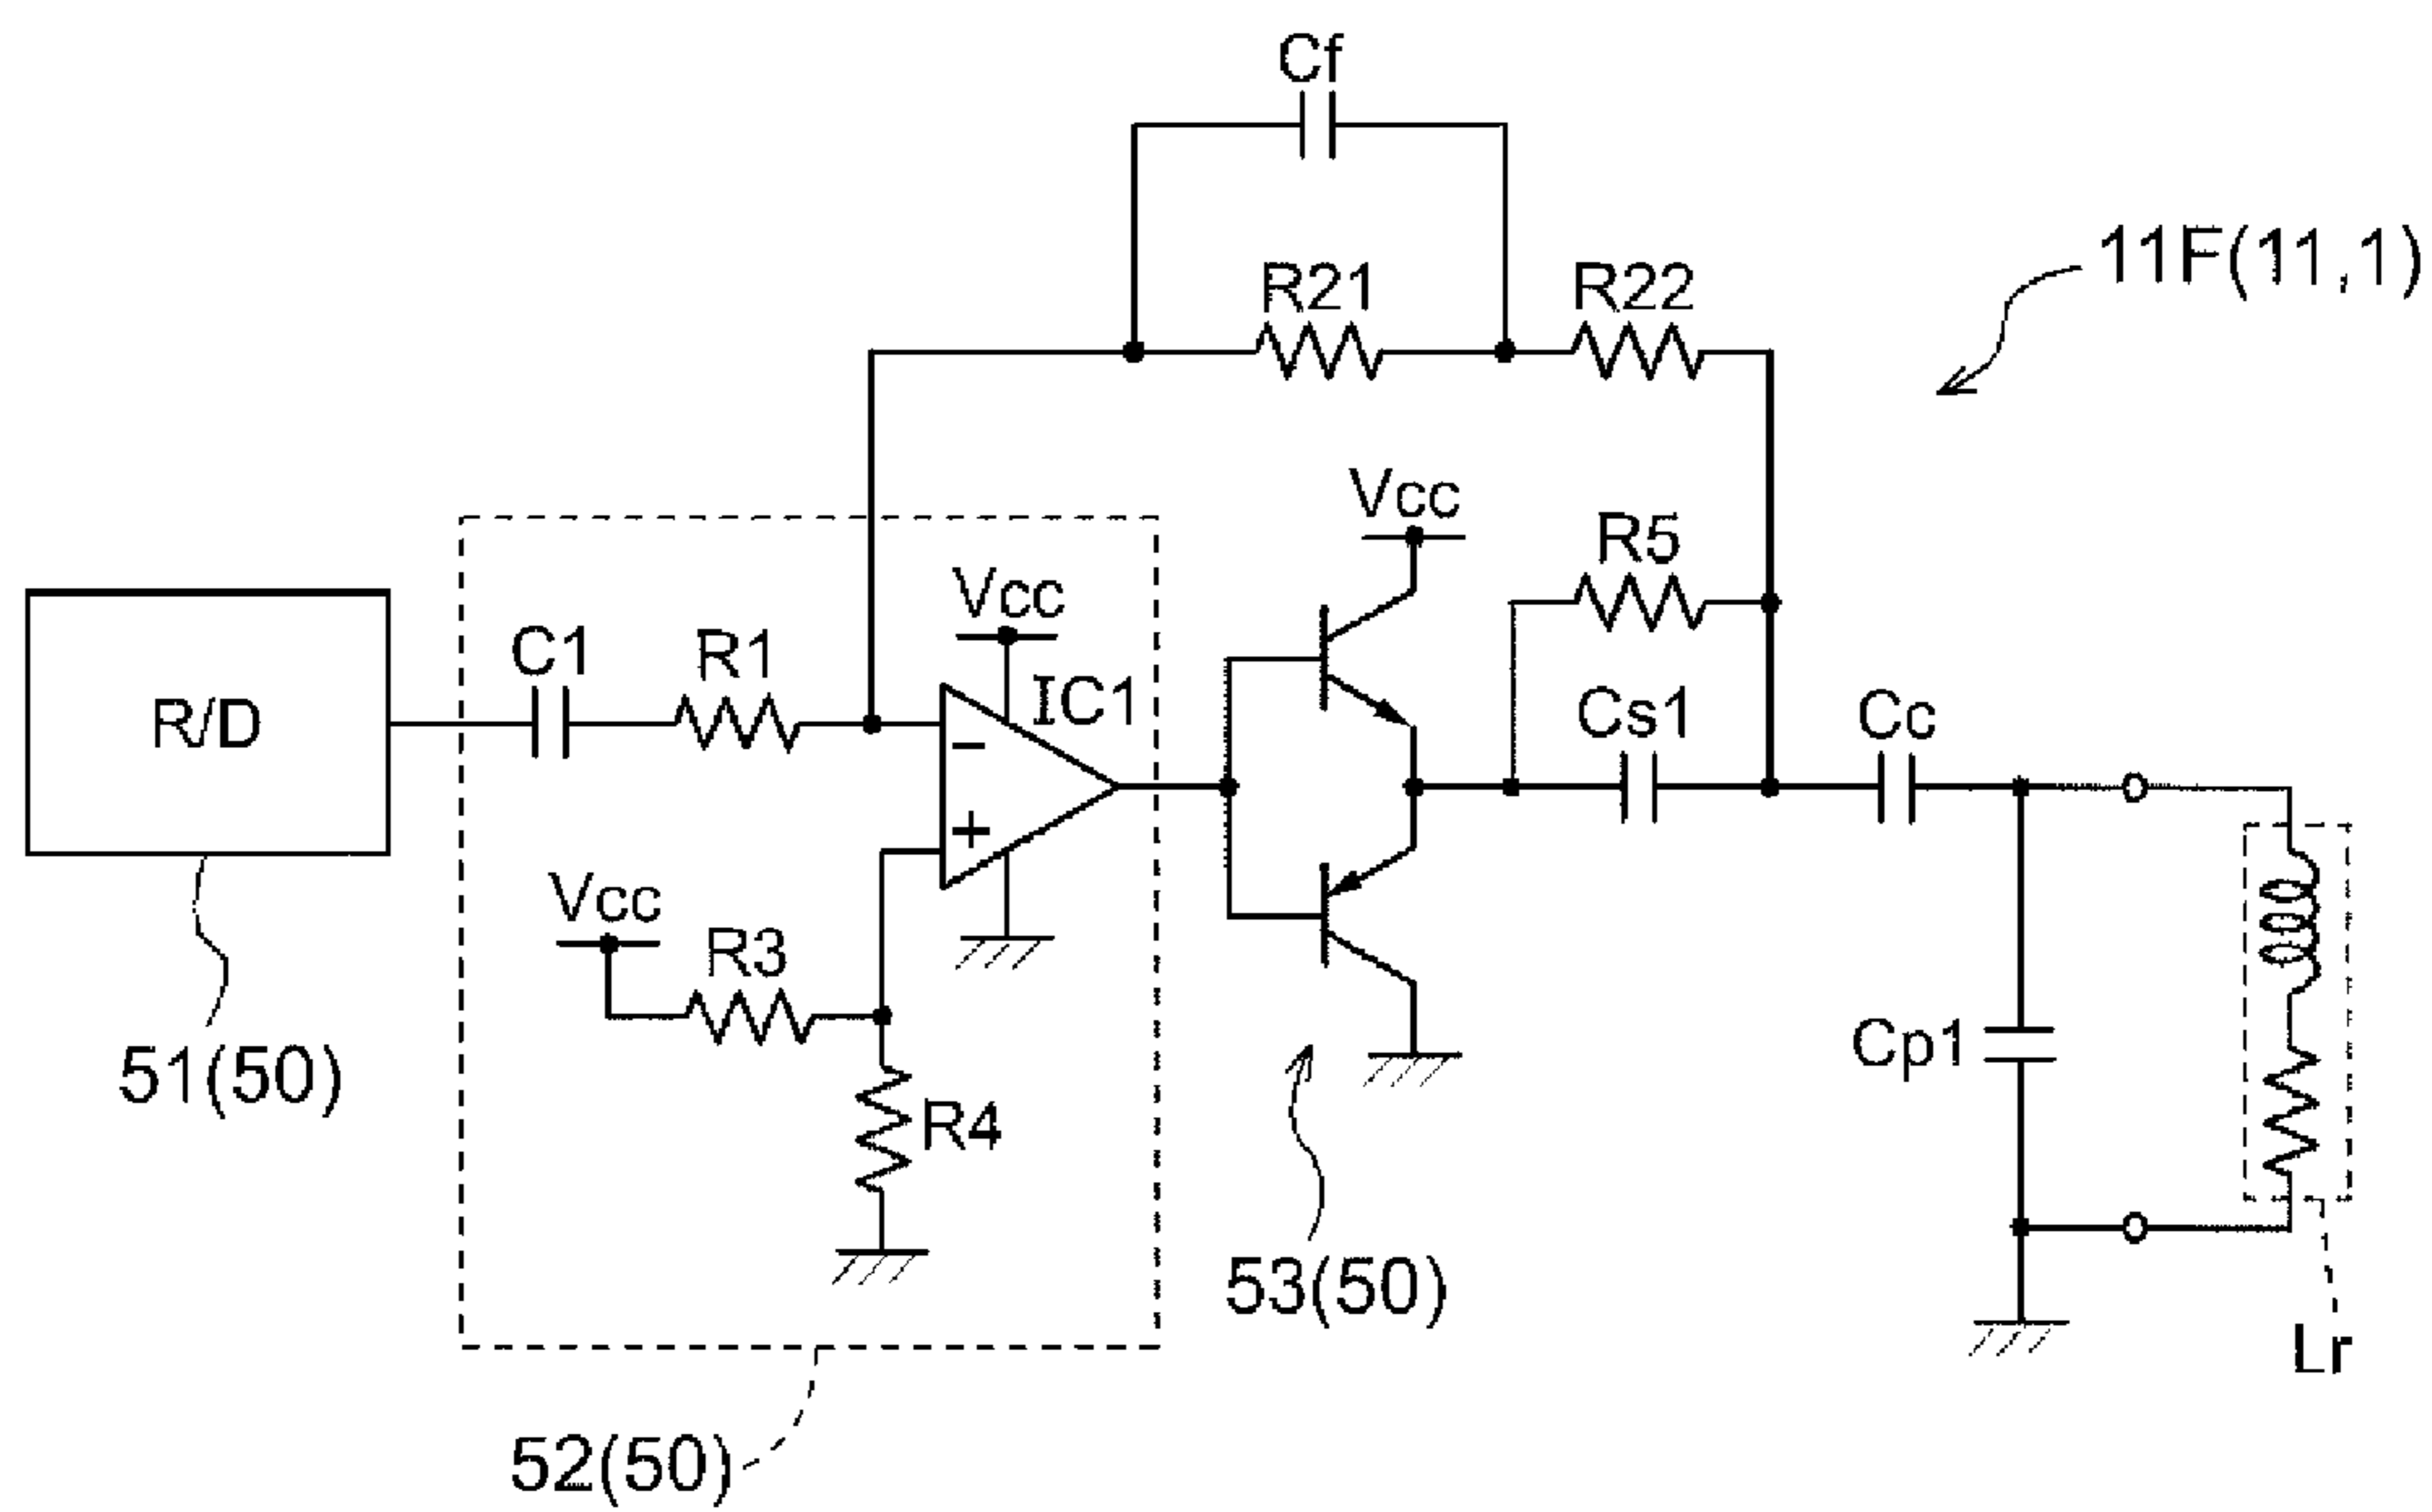 Cf
R21
R22
11F(11,1)
Vcc
R5
Vcc
C1
R1
IC1
Cs1
Cc
R/D
−
+
Vcc
R3
R4
Cp1
51(50)
53(50)
Lr
52(50)